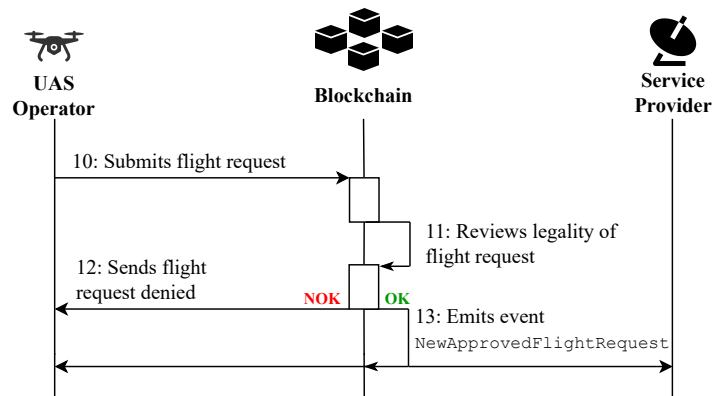 UAS
Operator
Blockchain
Service
Provider
10: Submits flight request
11: Reviews legality of
flight request
12: Sends flight
request denied
NOK
OK
13: Emits event
NewApprovedFlightRequest